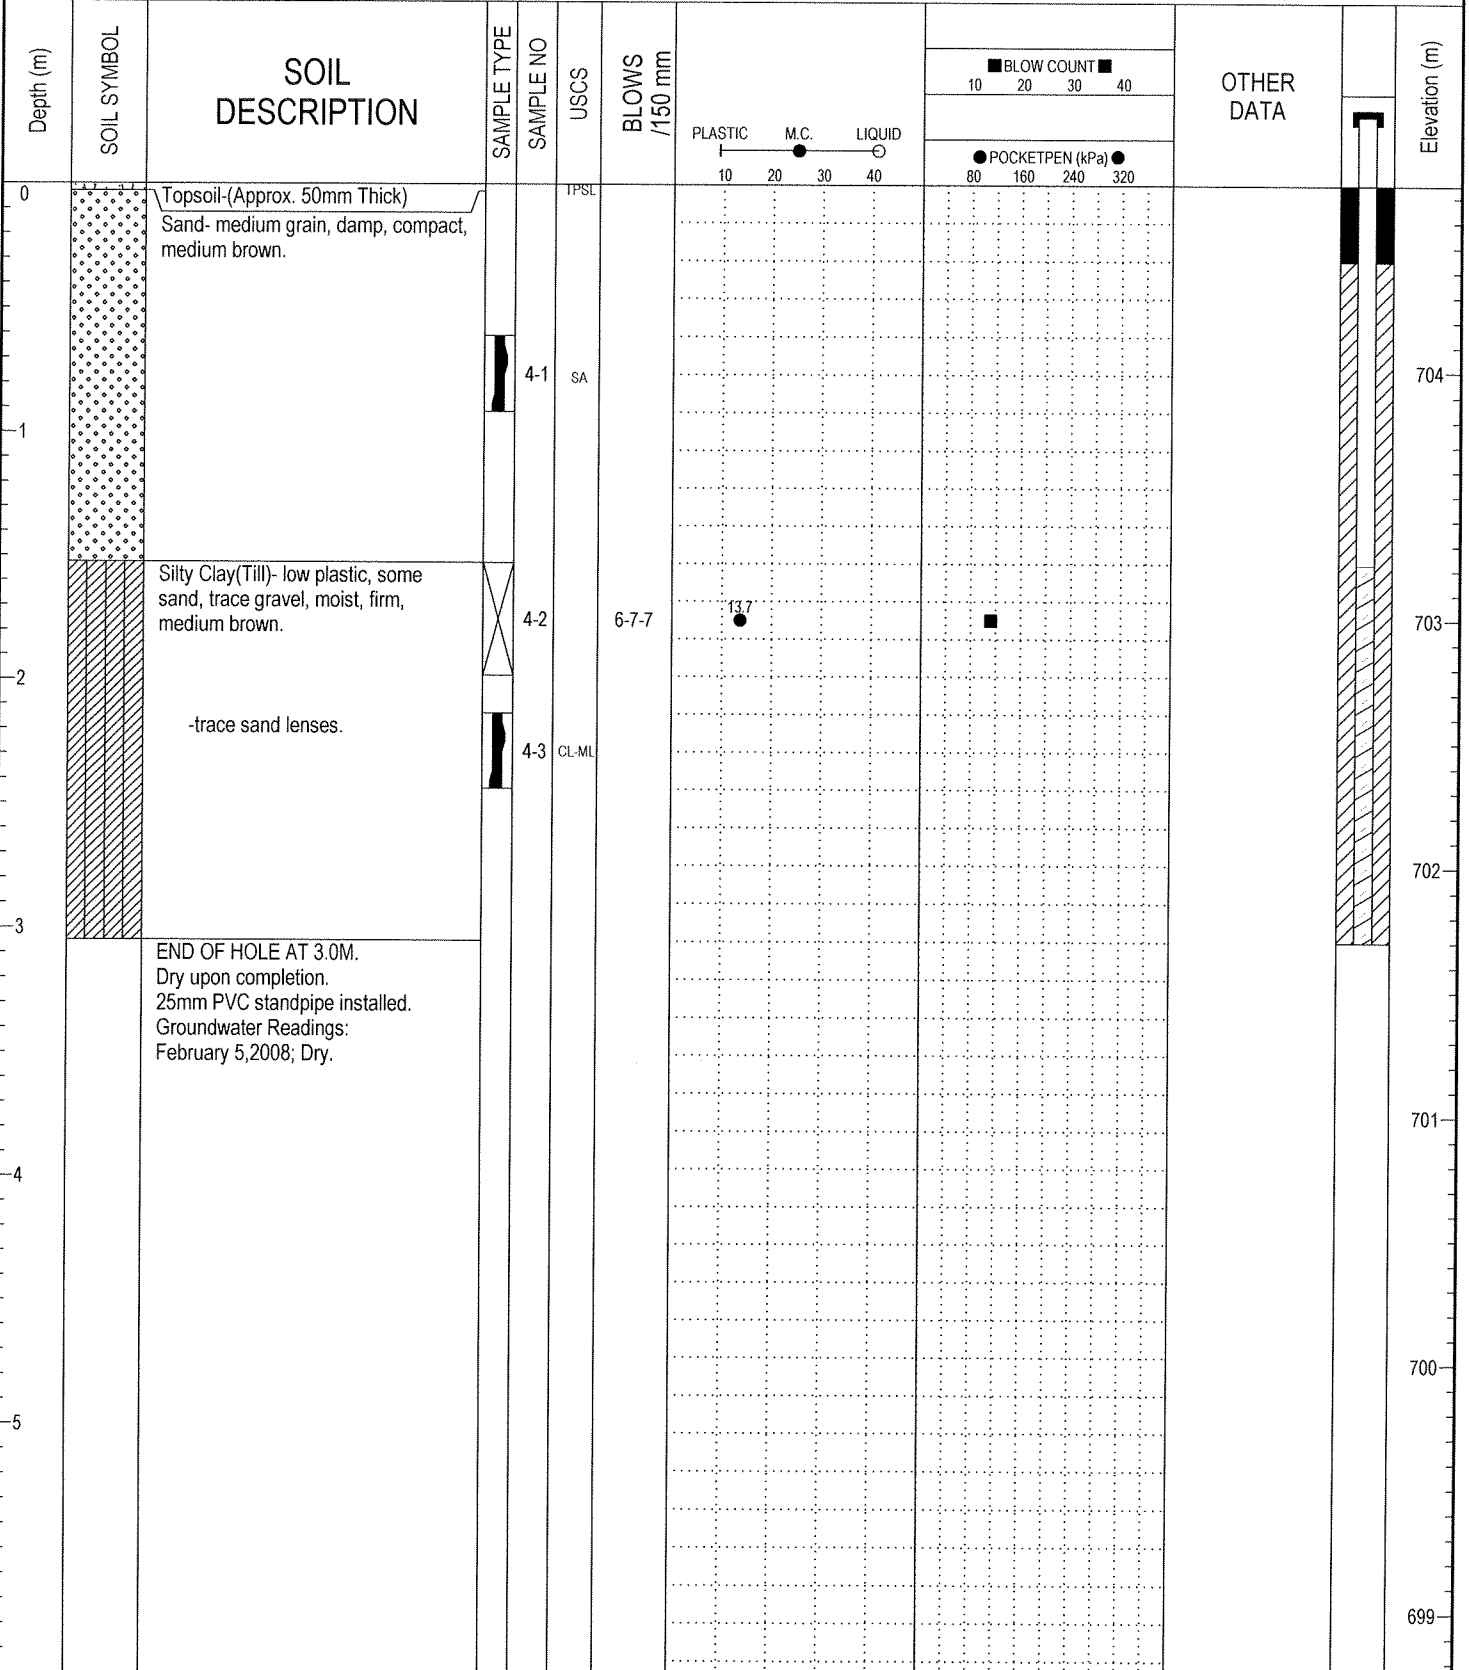 Depth (m)
SOIL SYMBOL
SOIL
DESCRIPTION
SAMPLE TYPE
SAMPLE NO
USCS
BLOWS
/150 mm
PLASTIC M.C. LIQUID
10 20 30 40
■BLOW COUNT■
10 20 30 40
●POCKETPEN (kPa)●
80 160 240 320
OTHER
DATA
Elevation (m)
0
Topsoil-(Approx. 50mm Thick)
TPSL
Sand- medium grain, damp, compact,
medium brown.
4-1
SA
704
1
Silty Clay(Till)- low plastic, some
sand, trace gravel, moist, firm,
medium brown.
4-2
6-7-7
13.7
703
2
-trace sand lenses.
4-3
CL-ML
702
3
END OF HOLE AT 3.0M.
Dry upon completion.
25mm PVC standpipe installed.
Groundwater Readings:
February 5,2008; Dry.
701
4
700
5
699